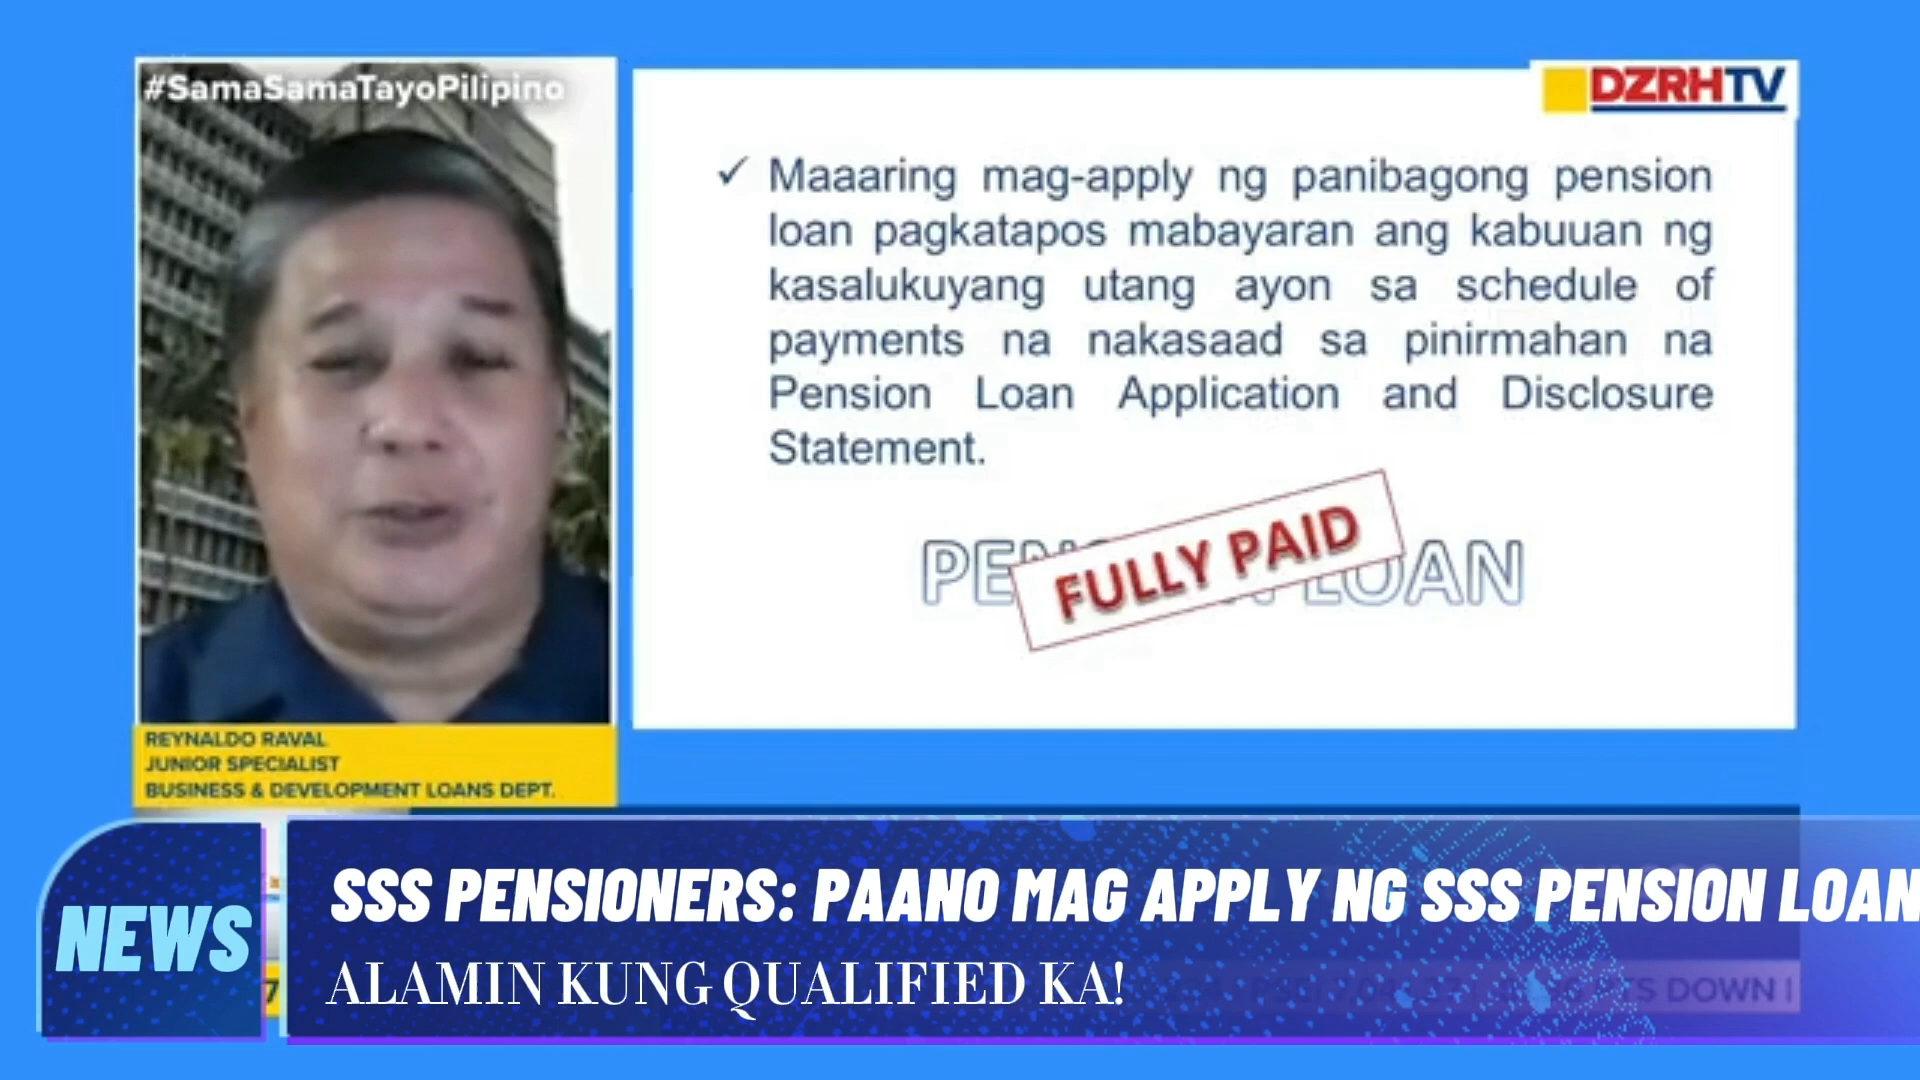 #SamaSamaTayoPilipino
DZRHTV
✓ Maaaring mag-apply ng panibagong pension
loan pagkatapos mabayaran ang kabuuan ng
kasalukuyang utang ayon sa schedule of
payments na nakasaad sa pinirmahan na
Pension Loan Application and Disclosure
Statement.
FULLY PAID
LOAN
REYNALDO RAVAL
JUNIOR SPECIALIST
BUSINESS & DEVELOPMENT LOANS DEPT.
NEWS
SSS PENSIONERS: PAANO MAG APPLY NG SSS PENSION LOAN
ALAMIN KUNG QUALIFIED KA!
DOWN